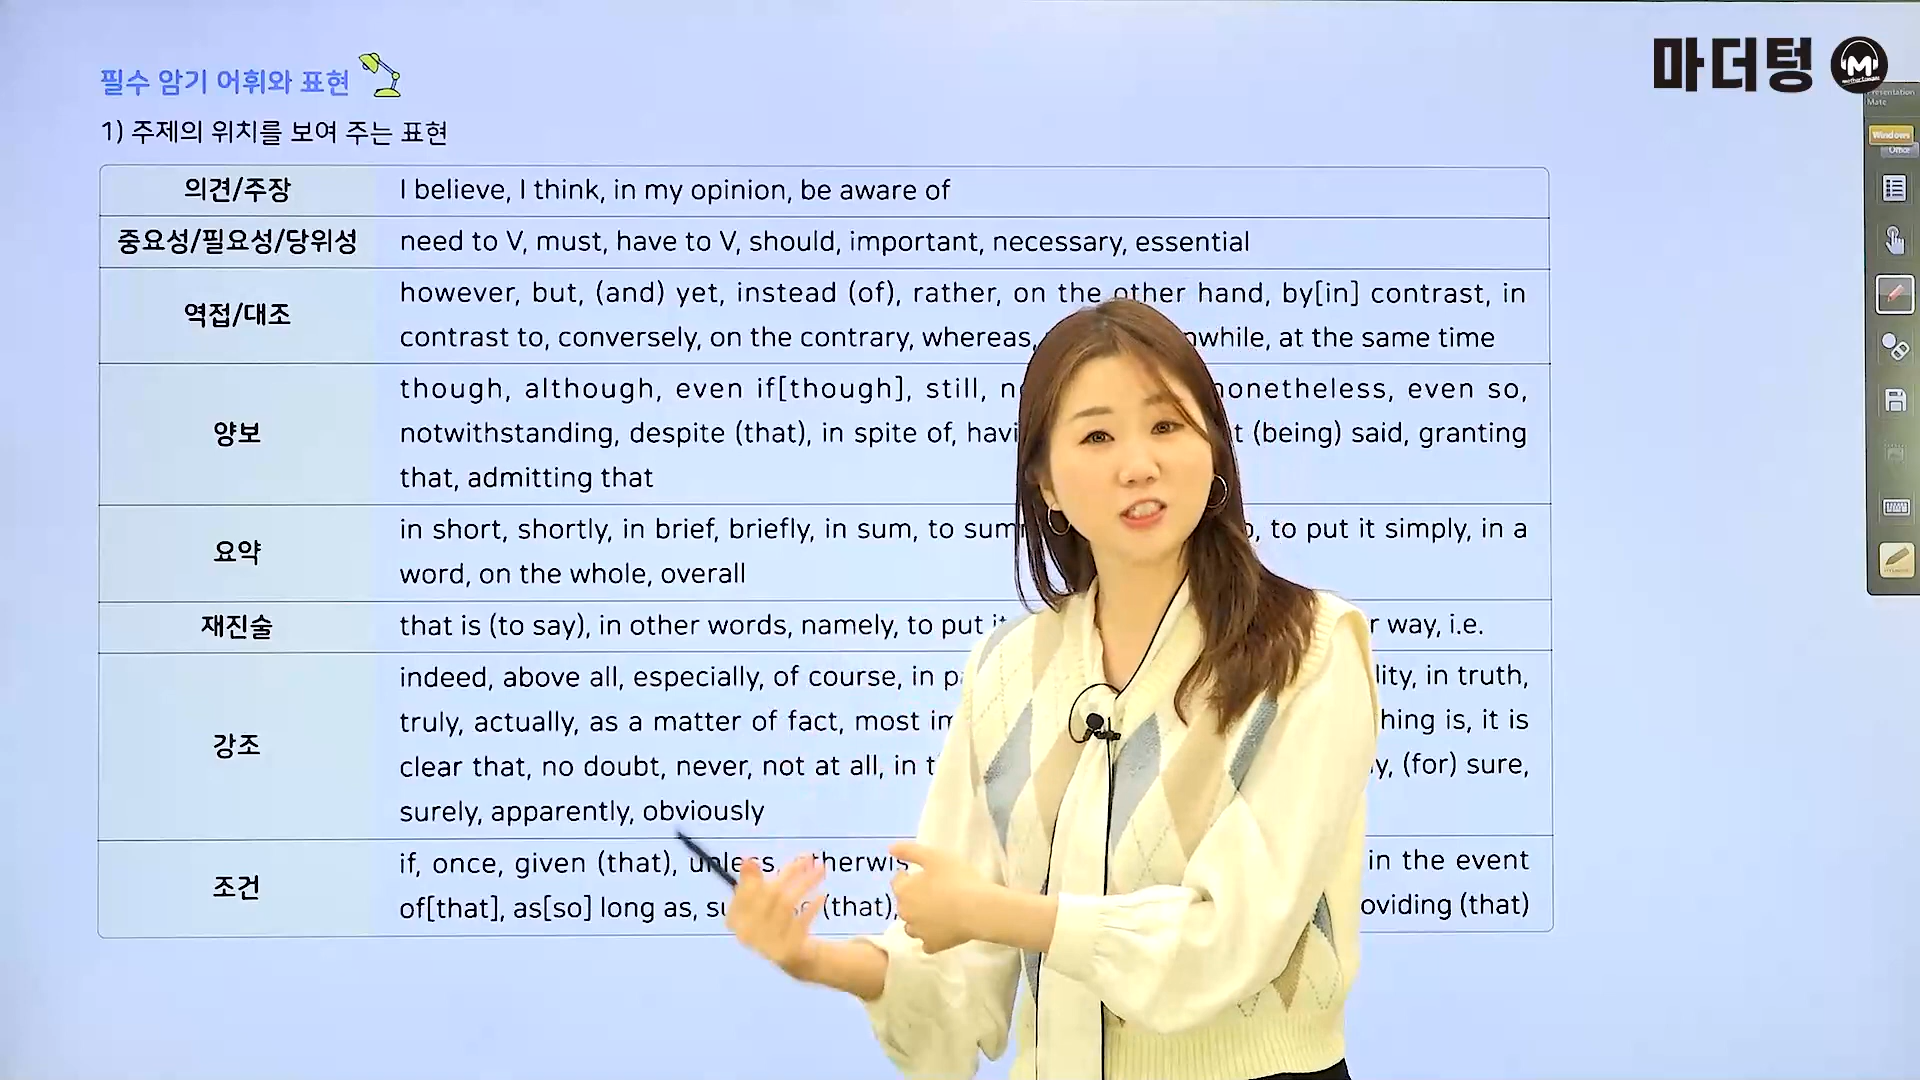 마더텅
필수 암기 어휘와 표현
1) 주제의 위치를 보여 주는 표현
Presentation
Mate
Windows
Office
의견/주장
I believe, I think, in my opinion, be aware of
중요성/필요성/당위성
need to V, must, have to V, should, important, necessary, essential
역접/대조
however, but, (and) yet, instead (of), rather, on the other hand, by[in] contrast, in
contrast to, conversely, on the contrary, whereas, at the same time
양보
though, although, even if[though], still, nonetheless, even so,
notwithstanding, despite (that), in spite of, (being) said, granting
that, admitting that
요약
in short, shortly, in brief, briefly, in sum, to to put it simply, in a
word, on the whole, overall
재진술
that is (to say), in other words, namely, to put way, i.e.
강조
indeed, above all, especially, of course, in in truth,
truly, actually, as a matter of fact, most is, it is
clear that, no doubt, never, not at all, in (for) sure,
surely, apparently, obviously
조건
if, once, given (that), unless, in the event
of[that], as[so] long as, (that), (that)